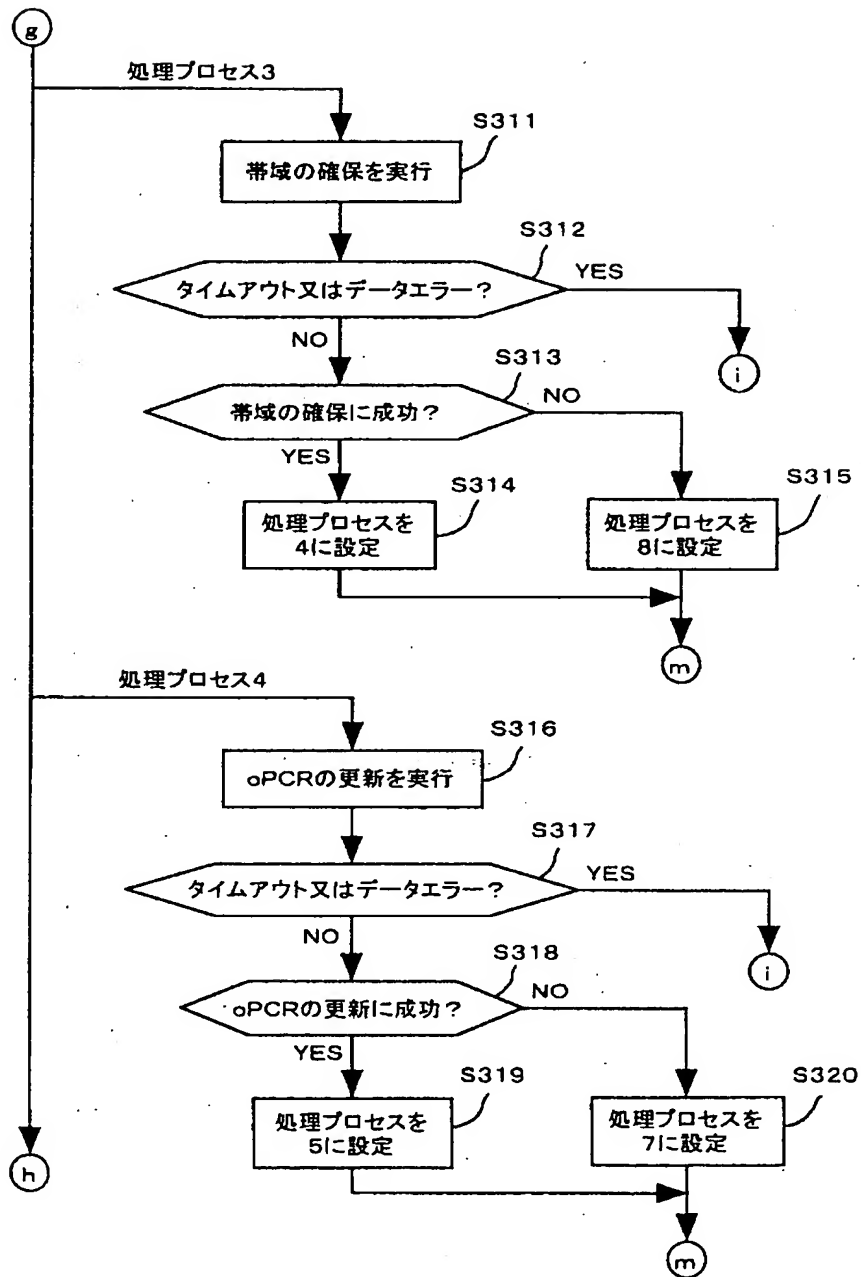 g
処理プロセス3
S311
帯域の確保を実行
S312
タイムアウト又はデータエラー?
YES
NO
i
S313
帯域の確保に成功?
NO
YES
S314
処理プロセスを
4に設定
S315
処理プロセスを
8に設定
m
処理プロセス4
S316
oPCRの更新を実行
S317
タイムアウト又はデータエラー?
YES
NO
i
S318
oPCRの更新に成功?
NO
YES
S319
処理プロセスを
5に設定
S320
処理プロセスを
7に設定
h
m